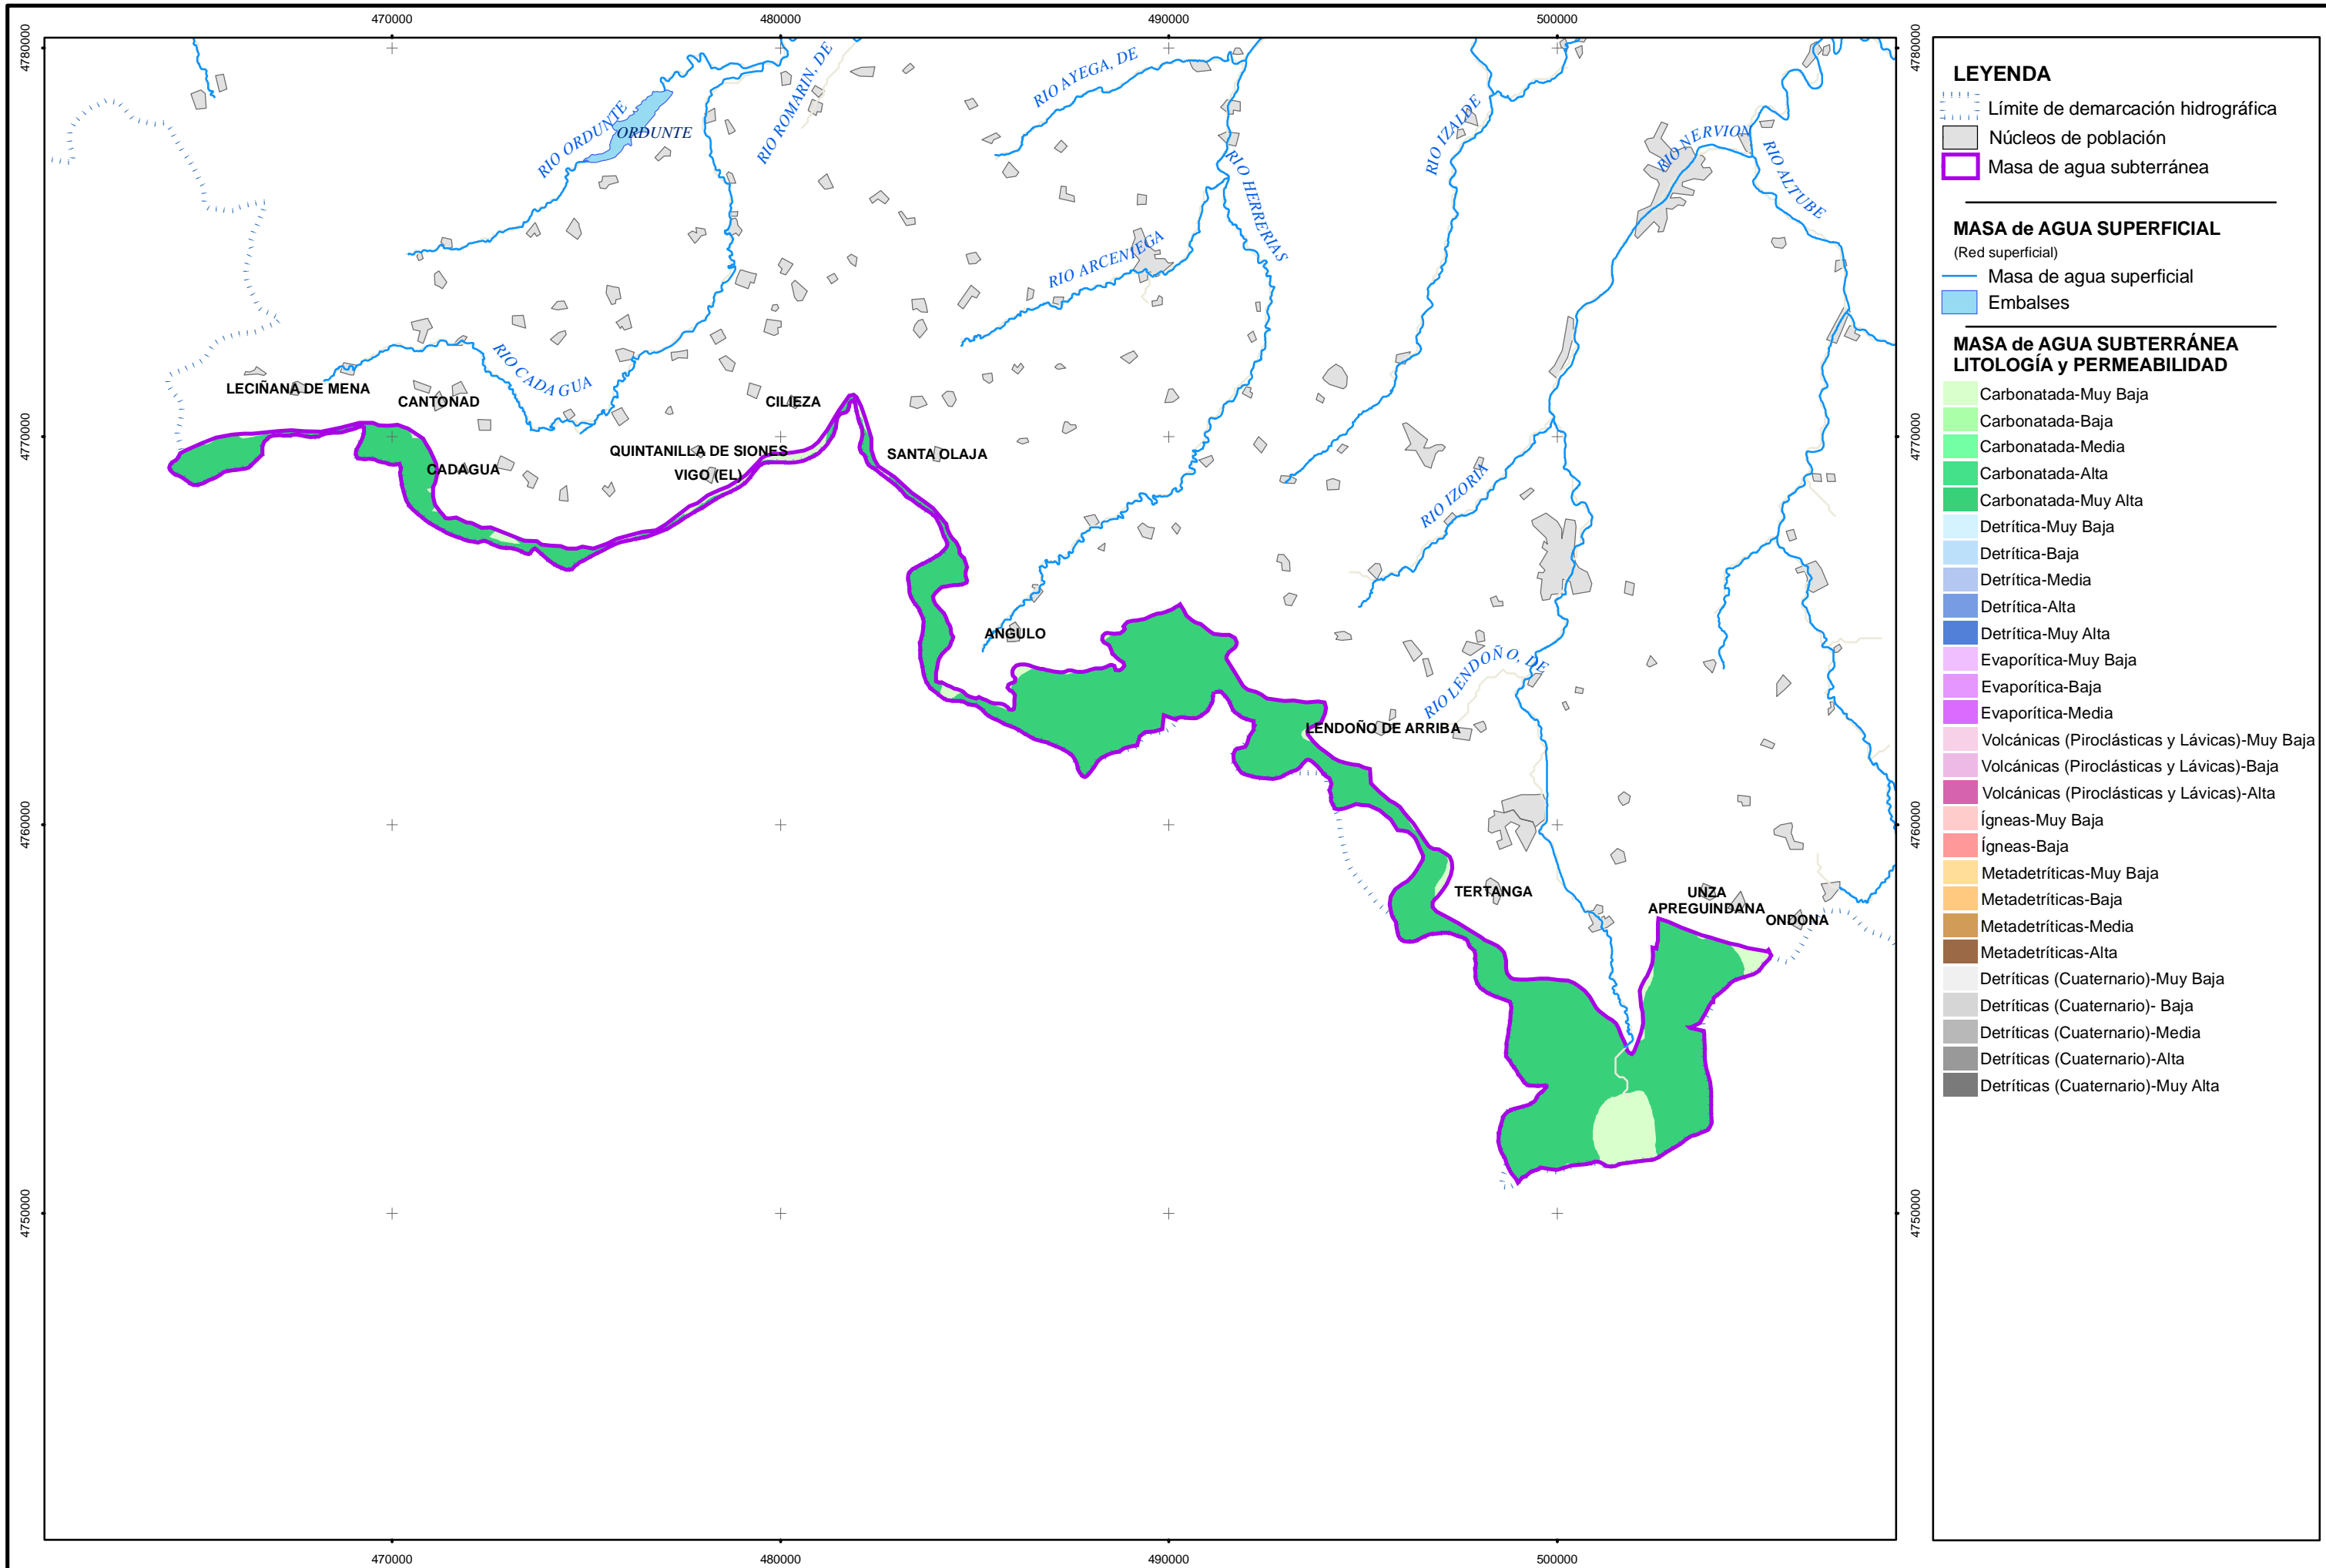 470000
480000
490000
500000
4780000
4780000
RIO ROMARIN, DE
RIO AYEGA, DE
RIO ORDUNTE
ORDUNTE
RIO IZALDE
RIO NERVION
RIO ALTUBE
RIO HERRERIAS
RIO ARCENIEGA
RIO CADAGUA
LECIÑANA DE MENA
CANTONAD
CILIEZA
4770000
4770000
QUINTANILLA DE SIONES
SANTA OLAJA
CADAGUA
VIGO (EL)
RIO IZORIA
ANGULO
RIO LENDOÑO, DE
LENDOÑO DE ARRIBA
4760000
4760000
TERTANGA
UNZA
APREGUINDANA
ONDONA
4750000
4750000
470000
480000
490000
500000
LEYENDA
Límite de demarcación hidrográfica
Núcleos de población
Masa de agua subterránea
MASA de AGUA SUPERFICIAL
(Red superficial)
Masa de agua superficial
Embalses
MASA de AGUA SUBTERRÁNEA
LITOLOGÍA y PERMEABILIDAD
Carbonatada-Muy Baja
Carbonatada-Baja
Carbonatada-Media
Carbonatada-Alta
Carbonatada-Muy Alta
Detrítica-Muy Baja
Detrítica-Baja
Detrítica-Media
Detrítica-Alta
Detrítica-Muy Alta
Evaporítica-Muy Baja
Evaporítica-Baja
Evaporítica-Media
Volcánicas (Piroclásticas y Lávicas)-Muy Baja
Volcánicas (Piroclásticas y Lávicas)-Baja
Volcánicas (Piroclásticas y Lávicas)-Alta
Ígneas-Muy Baja
Ígneas-Baja
Metadetríticas-Muy Baja
Metadetríticas-Baja
Metadetríticas-Media
Metadetríticas-Alta
Detríticas (Cuaternario)-Muy Baja
Detríticas (Cuaternario)- Baja
Detríticas (Cuaternario)-Media
Detríticas (Cuaternario)-Alta
Detríticas (Cuaternario)-Muy Alta